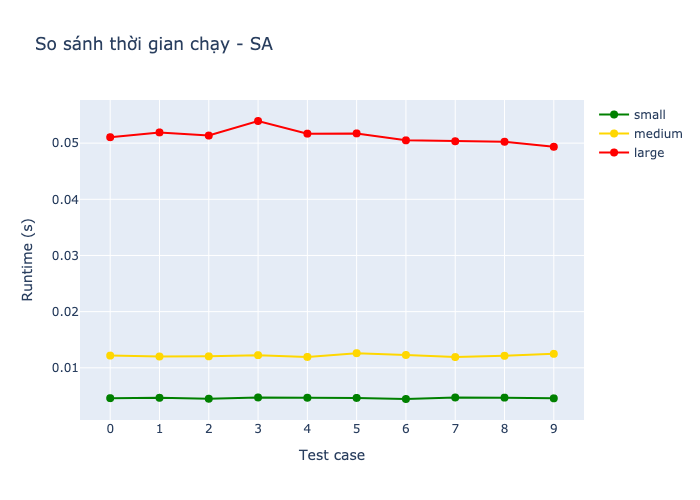 So sánh thời gian chạy - SA
small
medium
large
Runtime (s)
0.05
0.04
0.03
0.02
0.01
0 1 2 3 4 5 6 7 8 9
Test case